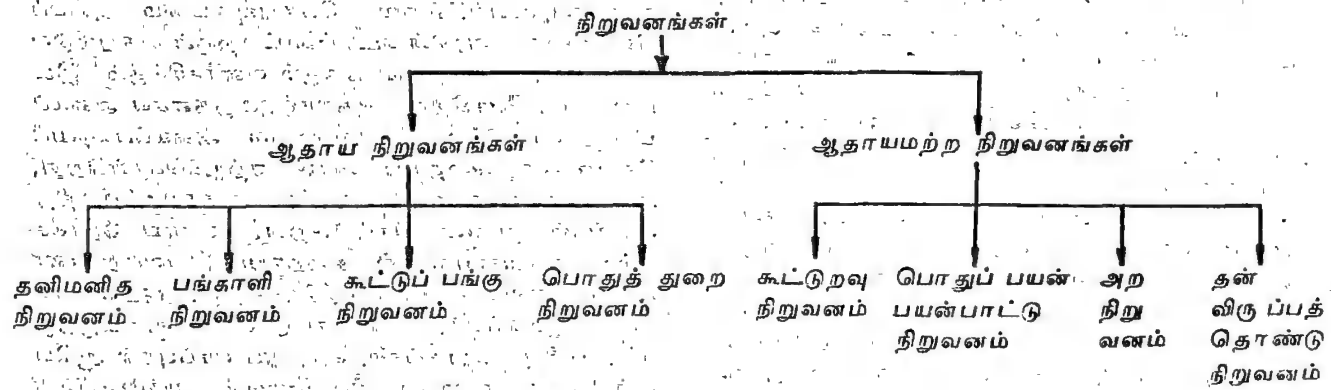 நிறுவனங்கள்
ஆதாய நிறுவனங்கள்
ஆதாயமற்ற நிறுவனங்கள்
தனிமனித
நிறுவனம்
பங்காளி
நிறுவனம்
கூட்டுப் பங்கு
நிறுவனம்
பொதுத் துறை
நிறுவனம்
கூட்டுறவு
நிறுவனம்
பொதுப் பயன்
பயன்பாட்டு
நிறுவனம்
அற
நிறு
வனம்
தன்
விருப்பத்
தொண்டு
நிறுவனம்